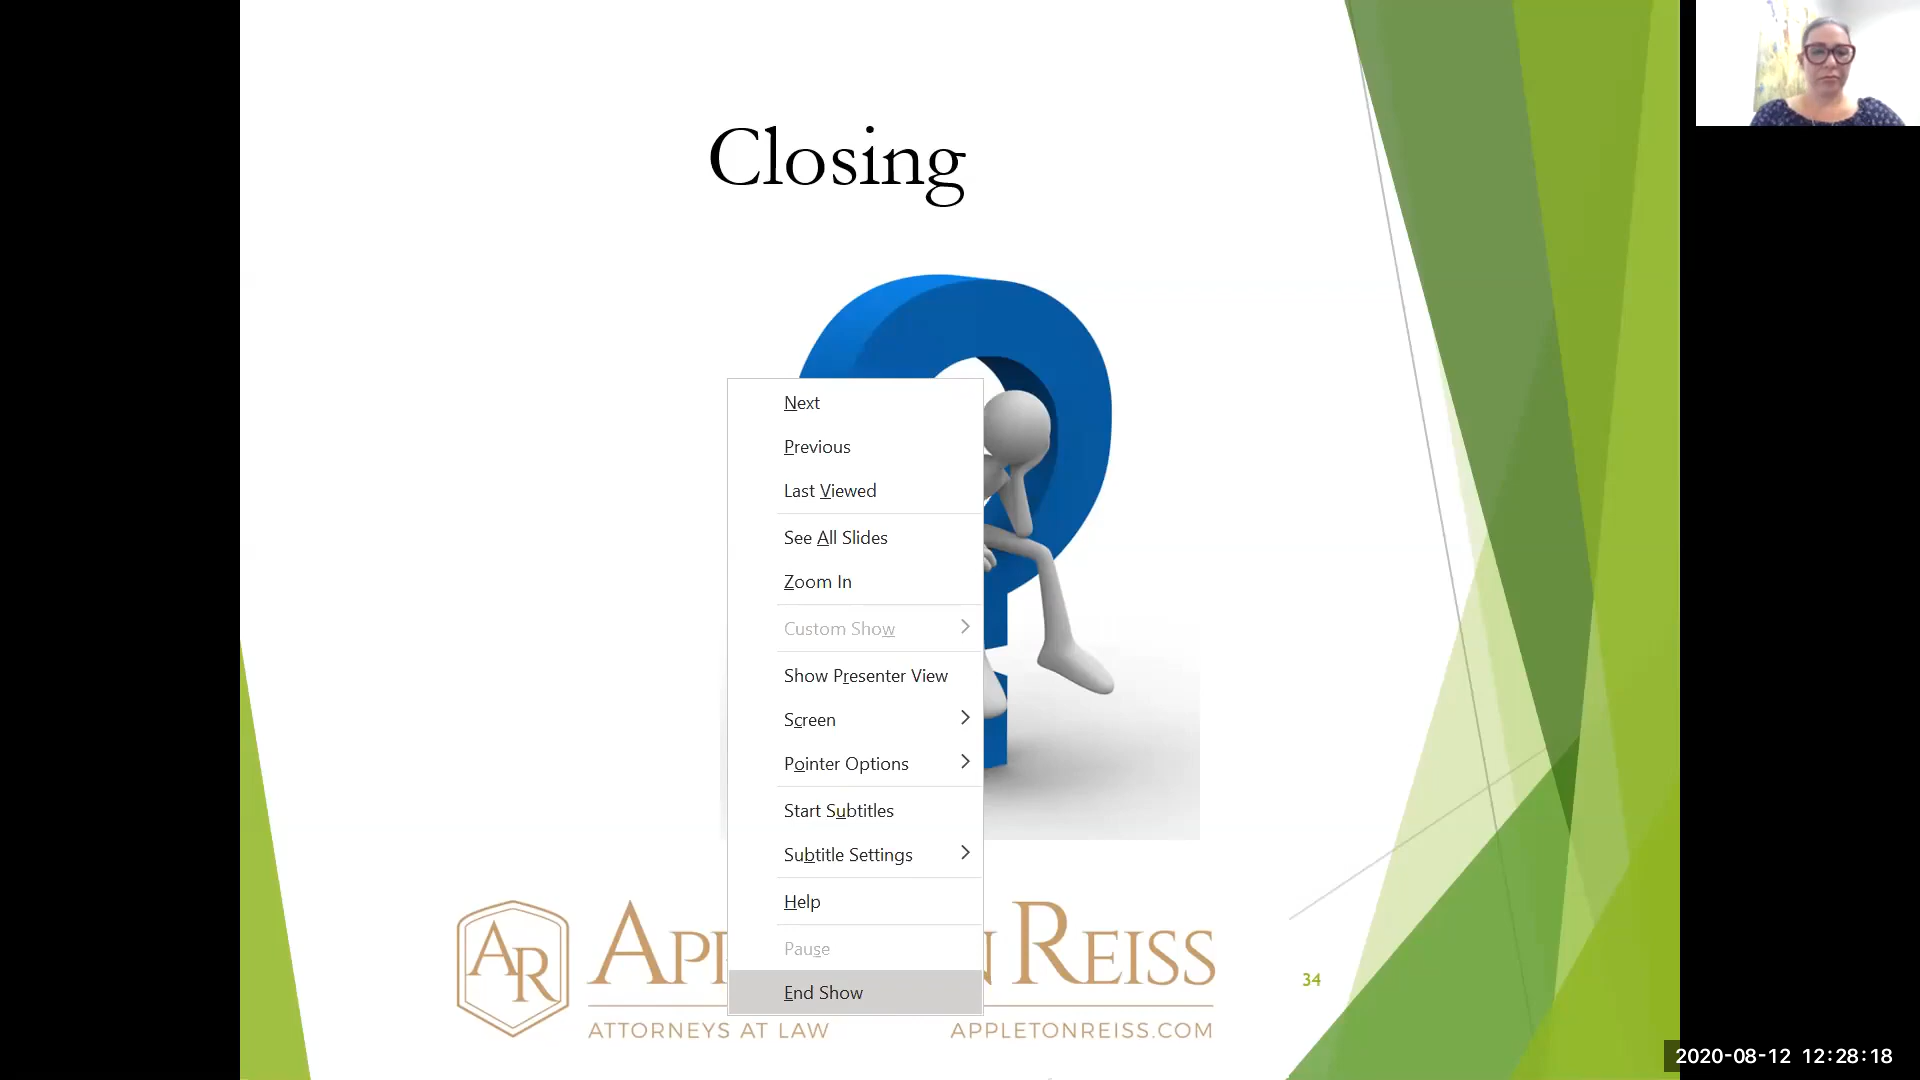 Closing
Next
Previous
Last Viewed
See All Slides
Zoom In
Custom Show
Show Presenter View
Screen
Pointer Options
Start Subtitles
Subtitle Settings
Help
Pause
End Show
AR
REISS
ATTORNEYS AT LAW
APPLETONREISS.COM
34
2020-08-12 12:28:18